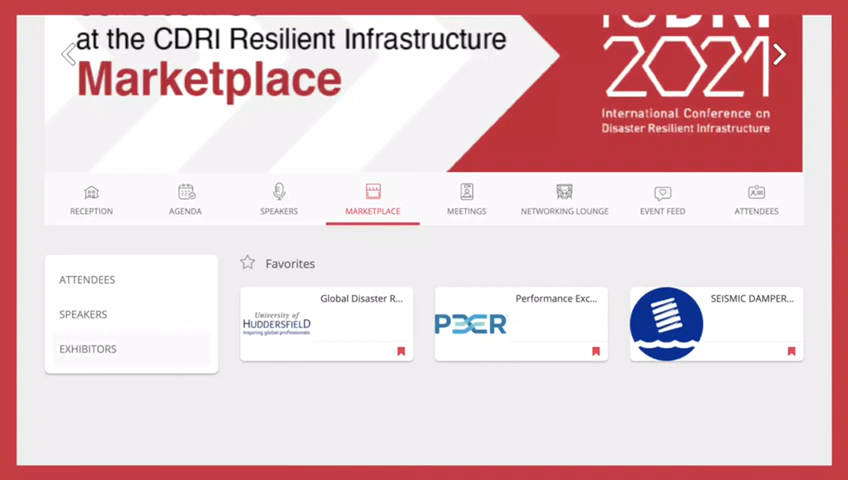 at the CDRI Resilient Infrastructure
Marketplace
2021
International Conference on
Disaster Resilient Infrastructure
RECEPTION
AGENDA
SPEAKERS
MARKETPLACE
MEETINGS
NETWORKING LOUNGE
EVENT FEED
ATTENDEES
ATTENDEES
SPEAKERS
EXHIBITORS
Favorites
Global Disaster R...
University of
HUDDERSFIELD
Inspiring global professionals
Performance Exc...
PEER
SEISMIC DAMPER...